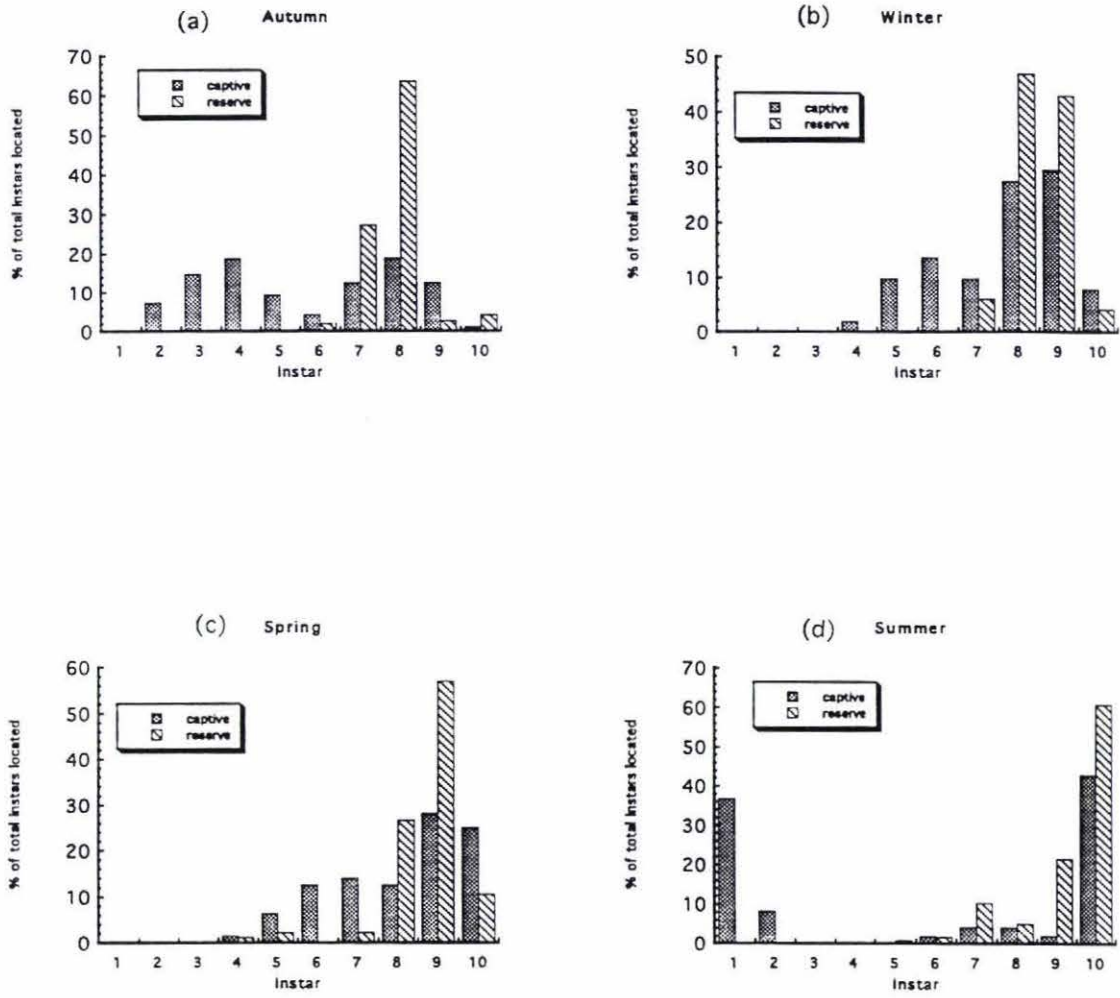 (a) Autumn
% of total instars located
70
60
50
40
30
20
10
0
captive
reserve
1 2 3 4 5 6 7 8 9 10
Instar
(b) Winter
% of total instars located
50
40
30
20
10
0
captive
reserve
1 2 3 4 5 6 7 8 9 10
Instar
(c) Spring
% of total instars located
60
50
40
30
20
10
0
captive
reserve
1 2 3 4 5 6 7 8 9 10
Instar
(d) Summer
% of total instars located
70
60
50
40
30
20
10
0
captive
reserve
1 2 3 4 5 6 7 8 9 10
Instar